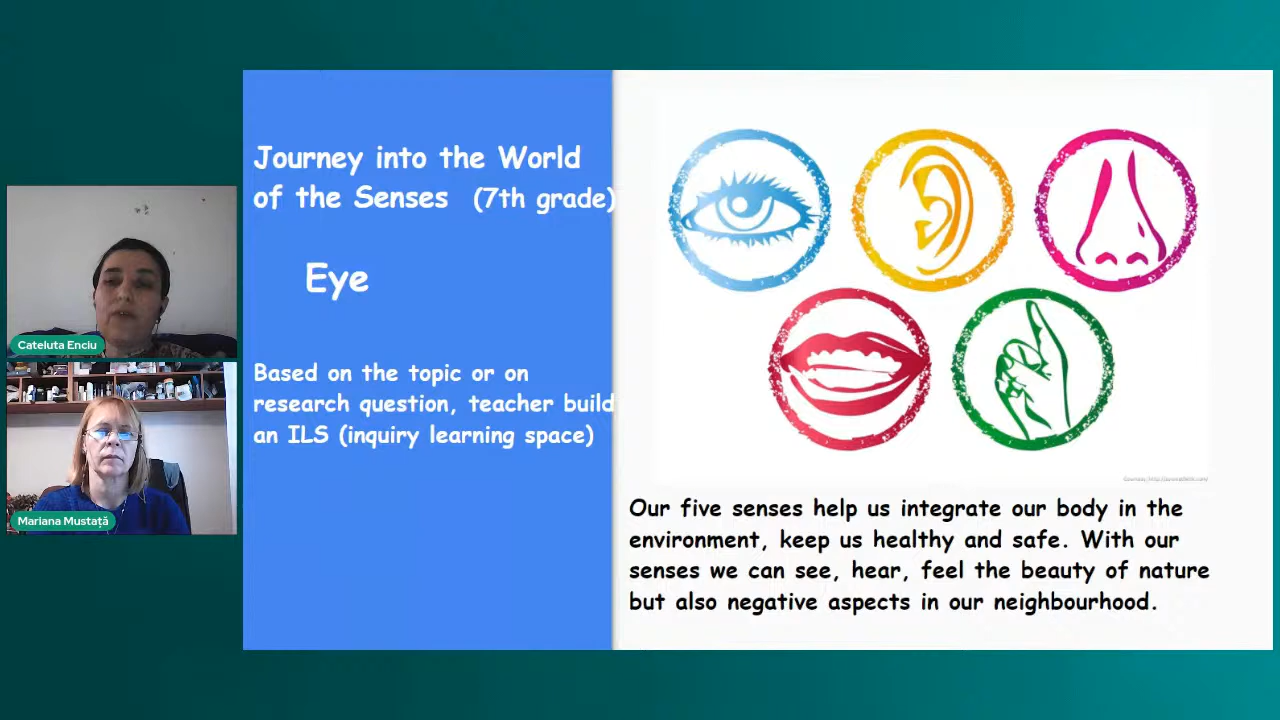 Journey into the World
of the Senses (7th grade)
Eye
Based on the topic or on
research question, teacher build
an ILS (inquiry learning space)
Our five senses help us integrate our body in the
environment, keep us healthy and safe. With our
senses we can see, hear, feel the beauty of nature
but also negative aspects in our neighbourhood.
Cateluta Enciu
Mariana Mustață